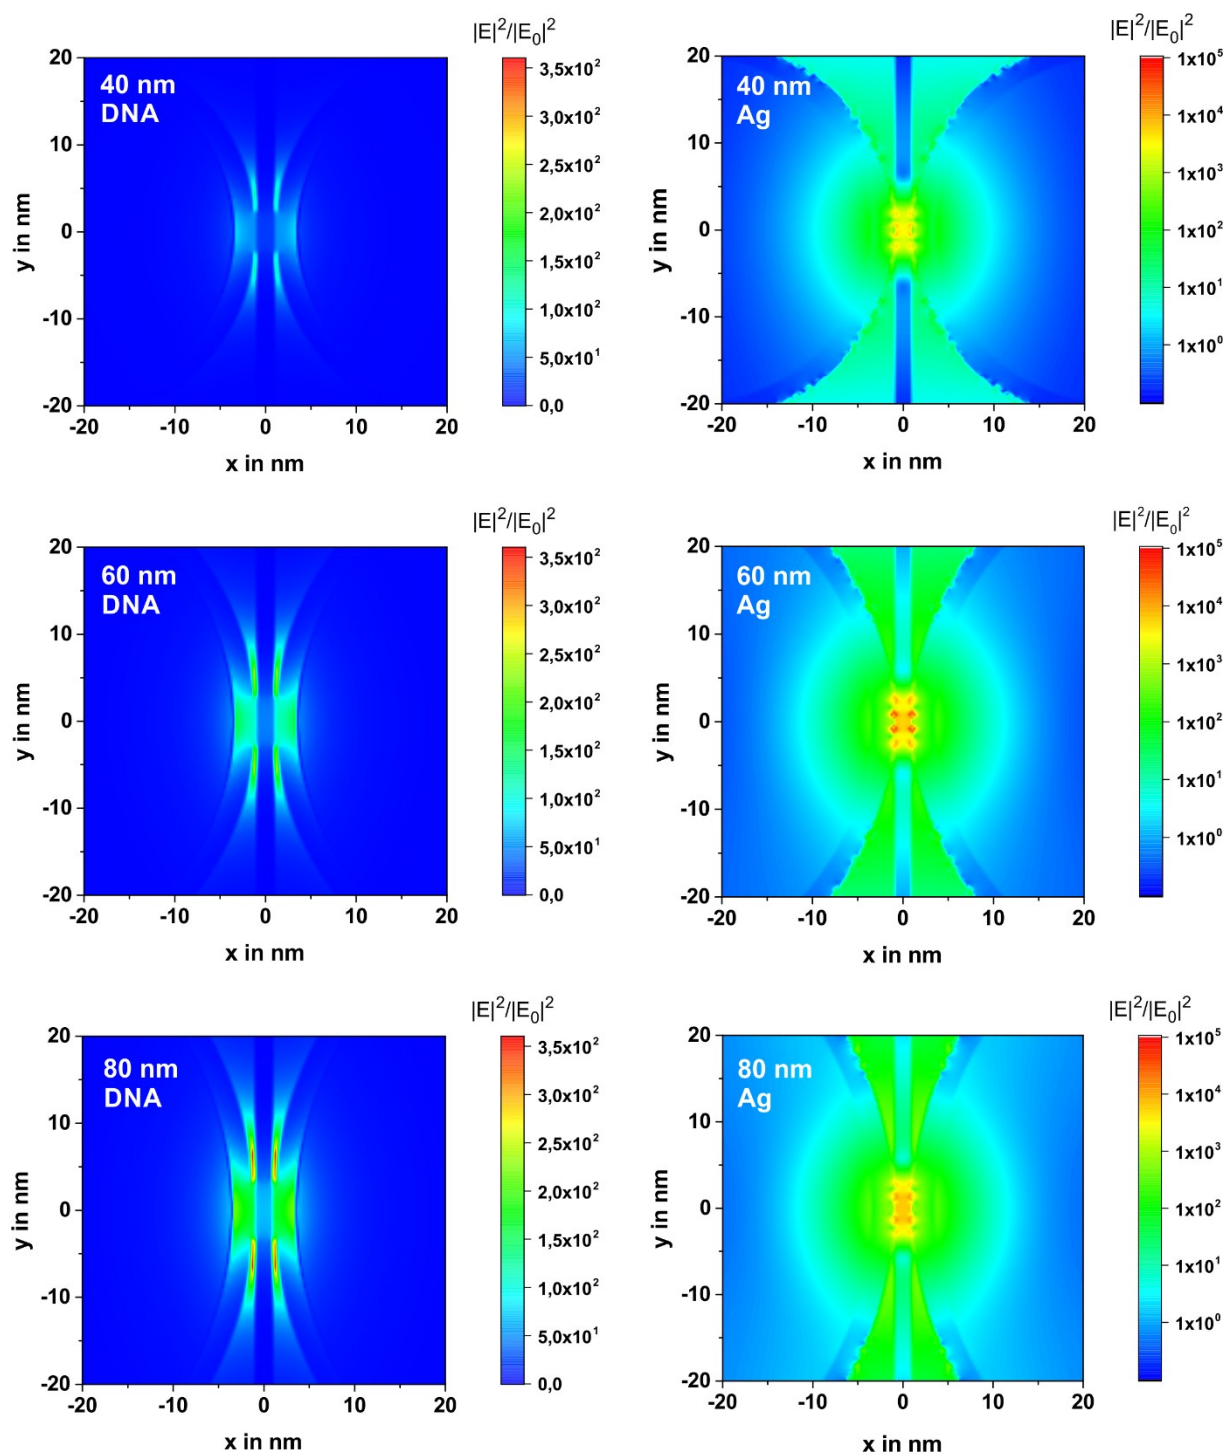 |E|²/|E₀|²
40 nm
DNA
20
10
0
-10
-20
y in nm
-20
-10
0
10
20
x in nm
3,5x10²
3,0x10²
2,5x10²
2,0x10²
1,5x10²
1,0x10²
5,0x10¹
0,0
|E|²/|E₀|²
40 nm
Ag
20
10
0
-10
-20
y in nm
-20
-10
0
10
20
x in nm
1x10⁵
1x10⁴
1x10³
1x10²
1x10¹
1x10⁰
|E|²/|E₀|²
60 nm
DNA
20
10
0
-10
-20
y in nm
-20
-10
0
10
20
x in nm
3,5x10²
3,0x10²
2,5x10²
2,0x10²
1,5x10²
1,0x10²
5,0x10¹
0,0
|E|²/|E₀|²
60 nm
Ag
20
10
0
-10
-20
y in nm
-20
-10
0
10
20
x in nm
1x10⁵
1x10⁴
1x10³
1x10²
1x10¹
1x10⁰
|E|²/|E₀|²
80 nm
DNA
20
10
0
-10
-20
y in nm
-20
-10
0
10
20
x in nm
3,5x10²
3,0x10²
2,5x10²
2,0x10²
1,5x10²
1,0x10²
5,0x10¹
0,0
|E|²/|E₀|²
80 nm
Ag
20
10
0
-10
-20
y in nm
-20
-10
0
10
20
x in nm
1x10⁵
1x10⁴
1x10³
1x10²
1x10¹
1x10⁰